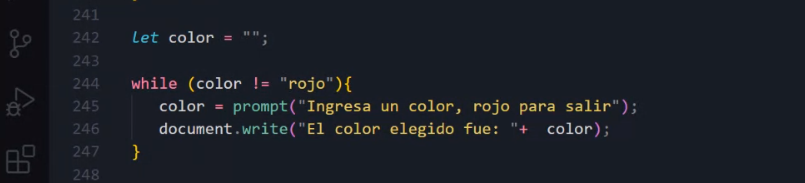 241
242 let color = "";
243
244 while (color != "rojo"){
245 color = prompt("Ingresa un color, rojo para salir");
246 document.write("El color elegido fue: "+  color);
247 }
248